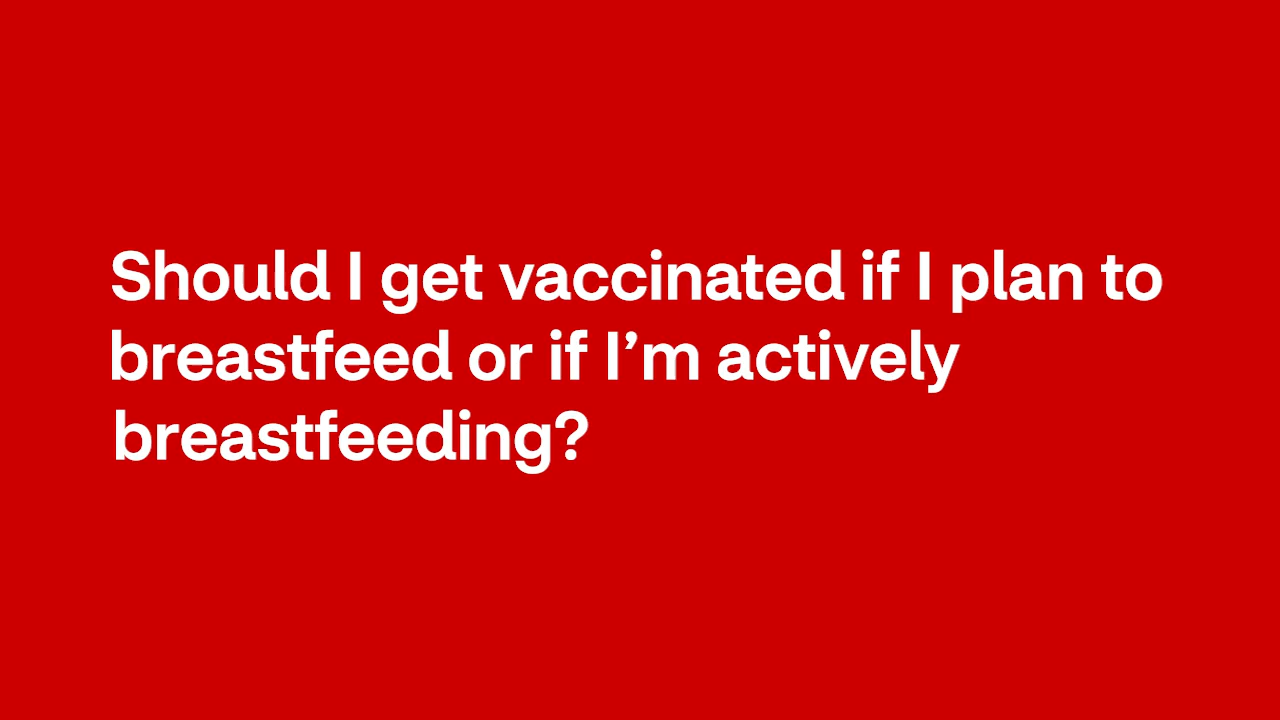 Should I get vaccinated if I plan to
breastfeed or if I’m actively
breastfeeding?